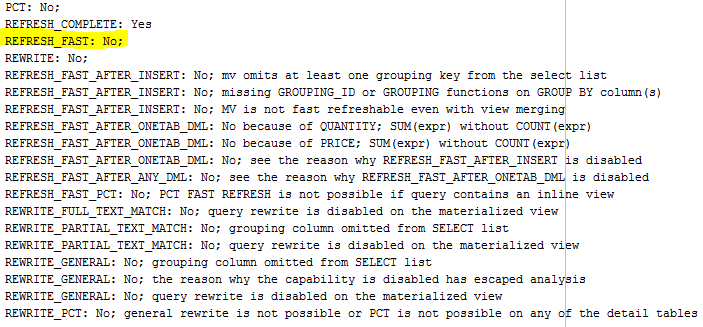 PCT: No;
REFRESH_COMPLETE: Yes
REFRESH_FAST: No;
REWRITE: No;
REFRESH_FAST_AFTER_INSERT: No; mv omits at least one grouping key from the select list
REFRESH_FAST_AFTER_INSERT: No; missing GROUPING_ID or GROUPING functions on GROUP BY column(s)
REFRESH_FAST_AFTER_INSERT: No; MV is not fast refreshable even with view merging
REFRESH_FAST_AFTER_ONETAB_DML: No because of QUANTITY; SUM(expr) without COUNT(expr)
REFRESH_FAST_AFTER_ONETAB_DML: No because of PRICE; SUM(expr) without COUNT(expr)
REFRESH_FAST_AFTER_ONETAB_DML: No; see the reason why REFRESH_FAST_AFTER_INSERT is disabled
REFRESH_FAST_AFTER_ANY_DML: No; see the reason why REFRESH_FAST_AFTER_ONETAB_DML is disabled
REFRESH_FAST_PCT: No; PCT FAST REFRESH is not possible if query contains an inline view
REWRITE_FULL_TEXT_MATCH: No; query rewrite is disabled on the materialized view
REWRITE_PARTIAL_TEXT_MATCH: No; grouping column omitted from SELECT list
REWRITE_PARTIAL_TEXT_MATCH: No; query rewrite is disabled on the materialized view
REWRITE_GENERAL: No; grouping column omitted from SELECT list
REWRITE_GENERAL: No; the reason why the capability is disabled has escaped analysis
REWRITE_GENERAL: No; query rewrite is disabled on the materialized view
REWRITE_PCT: No; general rewrite is not possible or PCT is not possible on any of the detail tables